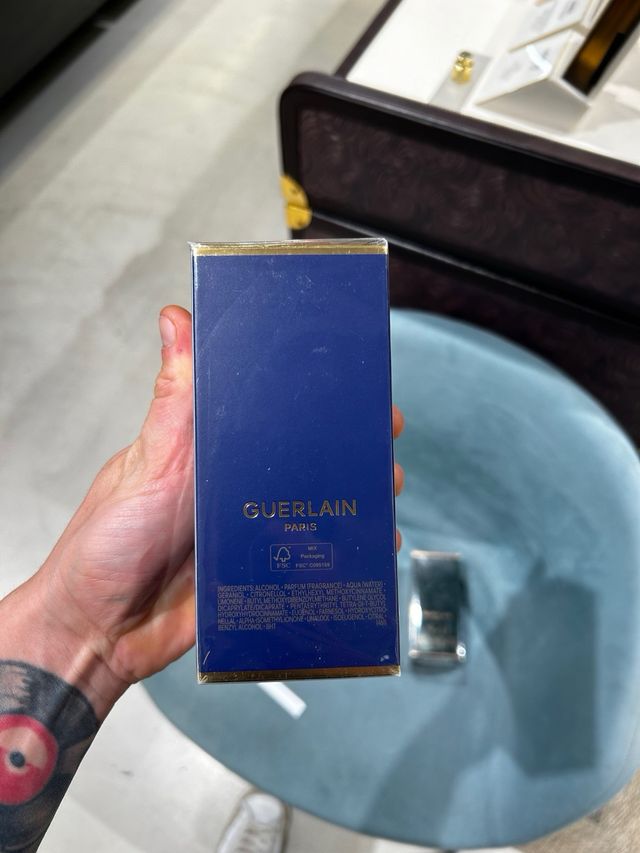 GUERLAIN
PARIS
FSC
MIX
Packaging
FSC® C095159
INGREDIENTS: ALCOHOL • PARFUM (FRAGRANCE) • AQUA (WATER) •
GERANIOL • CITRONELLOL • ETHYLHEXYL METHOXYCINNAMATE •
LIMONENE • BUTYL METHOXYDIBENZOYLMETHANE • BUTYLENE GLYCOL
DICAPRYLATE/DICAPRATE • PENTAERYTHRITYL TETRA-DI-T-BUTYL
HYDROXYHYDROCINNAMATE • EUGENOL • FARNESOL • HYDROXYCITRO-
NELLAL • ALPHA-ISOMETHYL IONONE • LINALOOL • ISOEUGENOL • CITRAL •
BENZYL ALCOHOL • BHT